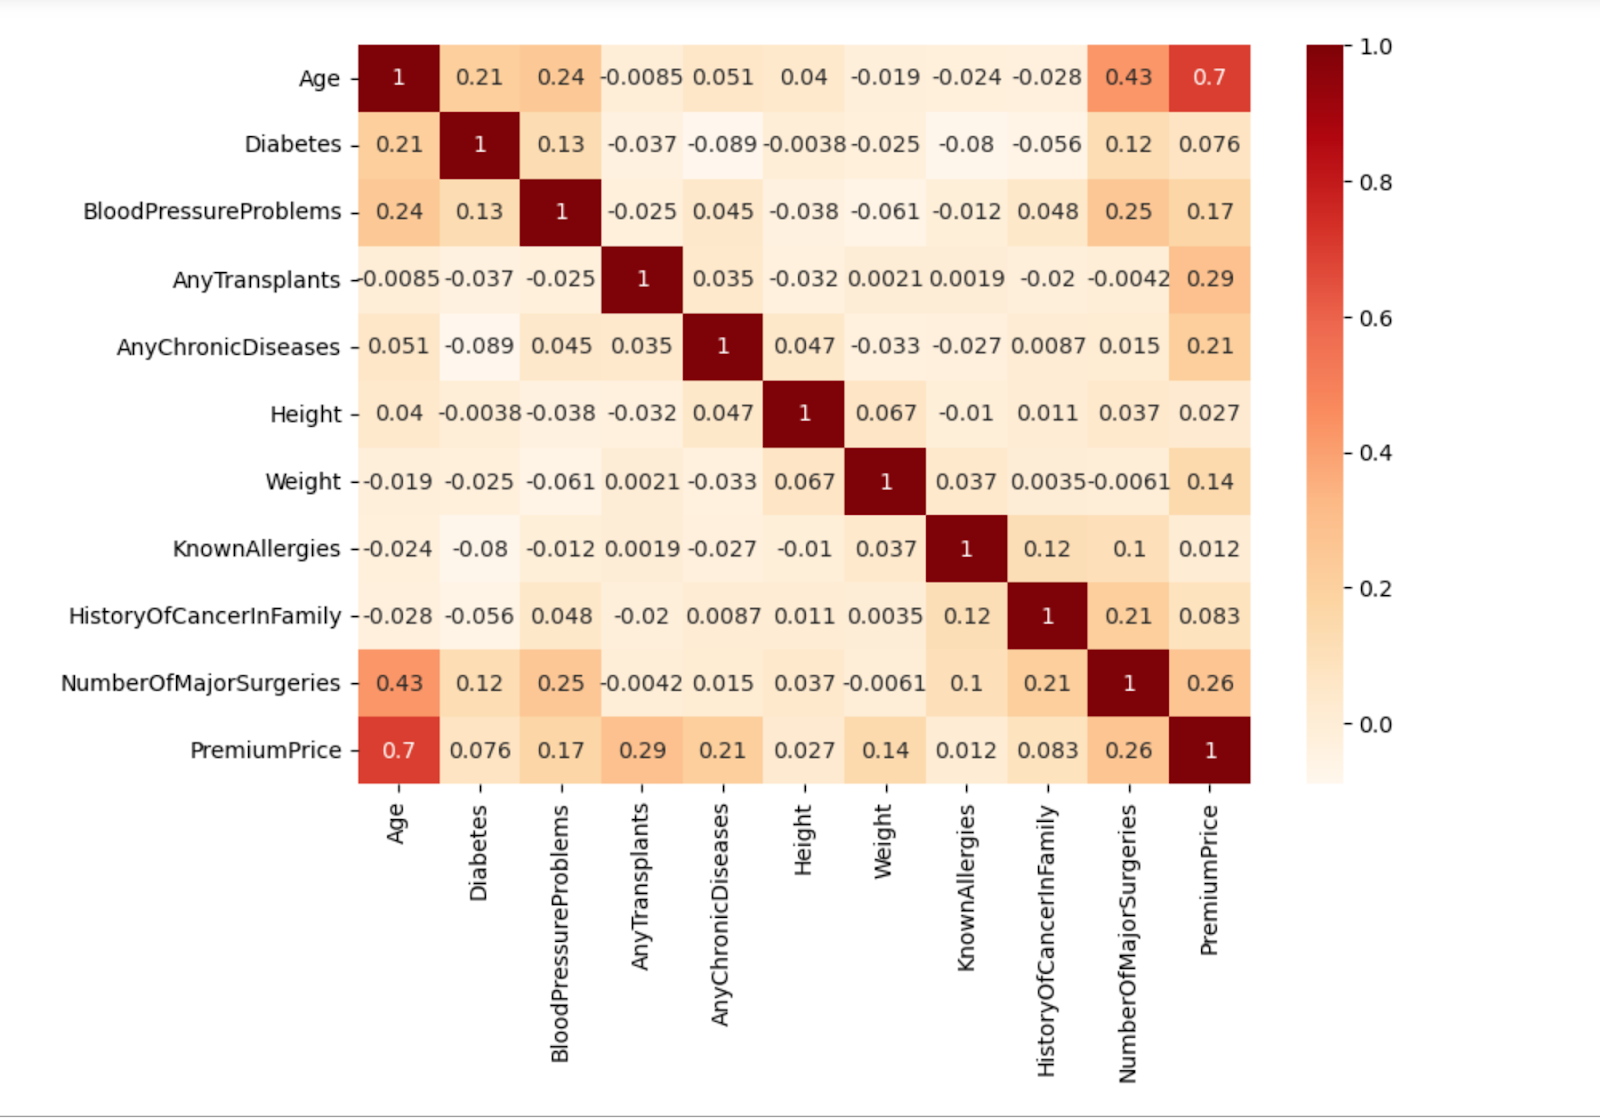 1.0
Age 1 0.21 0.24 -0.0085 0.051 0.04 -0.019 -0.024 -0.028 0.43 0.7
Diabetes 0.21 1 0.13 -0.037 -0.089 -0.0038 -0.025 -0.08 -0.056 0.12 0.076
0.8
BloodPressureProblems 0.24 0.13 1 -0.025 0.045 -0.038 -0.061 -0.012 0.048 0.25 0.17
AnyTransplants -0.0085 -0.037 -0.025 1 0.035 -0.032 0.0021 0.0019 -0.02 -0.0042 0.29
0.6
AnyChronicDiseases 0.051 -0.089 0.045 0.035 1 0.047 -0.033 -0.027 0.0087 0.015 0.21
Height 0.04 -0.0038 -0.038 -0.032 0.047 1 0.067 -0.01 0.011 0.037 0.027
0.4
Weight -0.019 -0.025 -0.061 0.0021 -0.033 0.067 1 0.037 0.0035 -0.0061 0.14
KnownAllergies -0.024 -0.08 -0.012 0.0019 -0.027 -0.01 0.037 1 0.12 0.1 0.012
0.2
HistoryOfCancerInFamily -0.028 -0.056 0.048 -0.02 0.0087 0.011 0.0035 0.12 1 0.21 0.083
NumberOfMajorSurgeries 0.43 0.12 0.25 -0.0042 0.015 0.037 -0.0061 0.1 0.21 1 0.26
0.0
PremiumPrice 0.7 0.076 0.17 0.29 0.21 0.027 0.14 0.012 0.083 0.26 1
Age
Diabetes
BloodPressureProblems
AnyTransplants
AnyChronicDiseases
Height
Weight
KnownAllergies
HistoryOfCancerInFamily
NumberOfMajorSurgeries
PremiumPrice